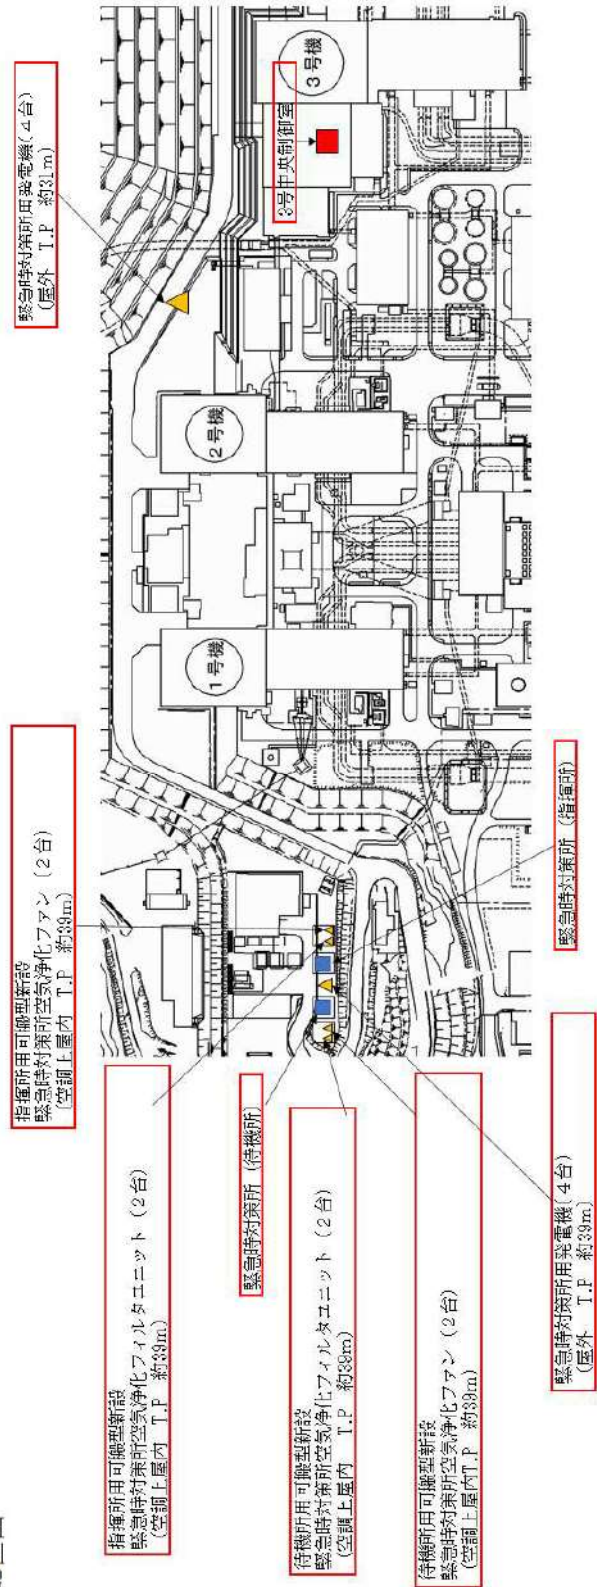 指揮所用可搬型新設
緊急時対策所空気浄化フィルタユニット（2台）
（空調上屋内　T.P　約39m）
緊急時対策所（待機所）
待機所用可搬型新設
緊急時対策所空気浄化フィルタユニット（2台）
（空調上屋内　T.P　約39m）
待機所用可搬型新設
緊急時対策所空気浄化ファン（2台）
（空調上屋内T.P　約39m）
緊急時対策所用発電機（4台）
（屋外　T.P　約39m）
指揮所用可搬型新設
緊急時対策所空気浄化ファン（2台）
（空調上屋内　T.P　約39m）
緊急時対策所（指揮所）
1号機
2号機
緊急時対策所用発電機（4台）
（屋外　T.P　約31m）
3号機
3号中央制御室